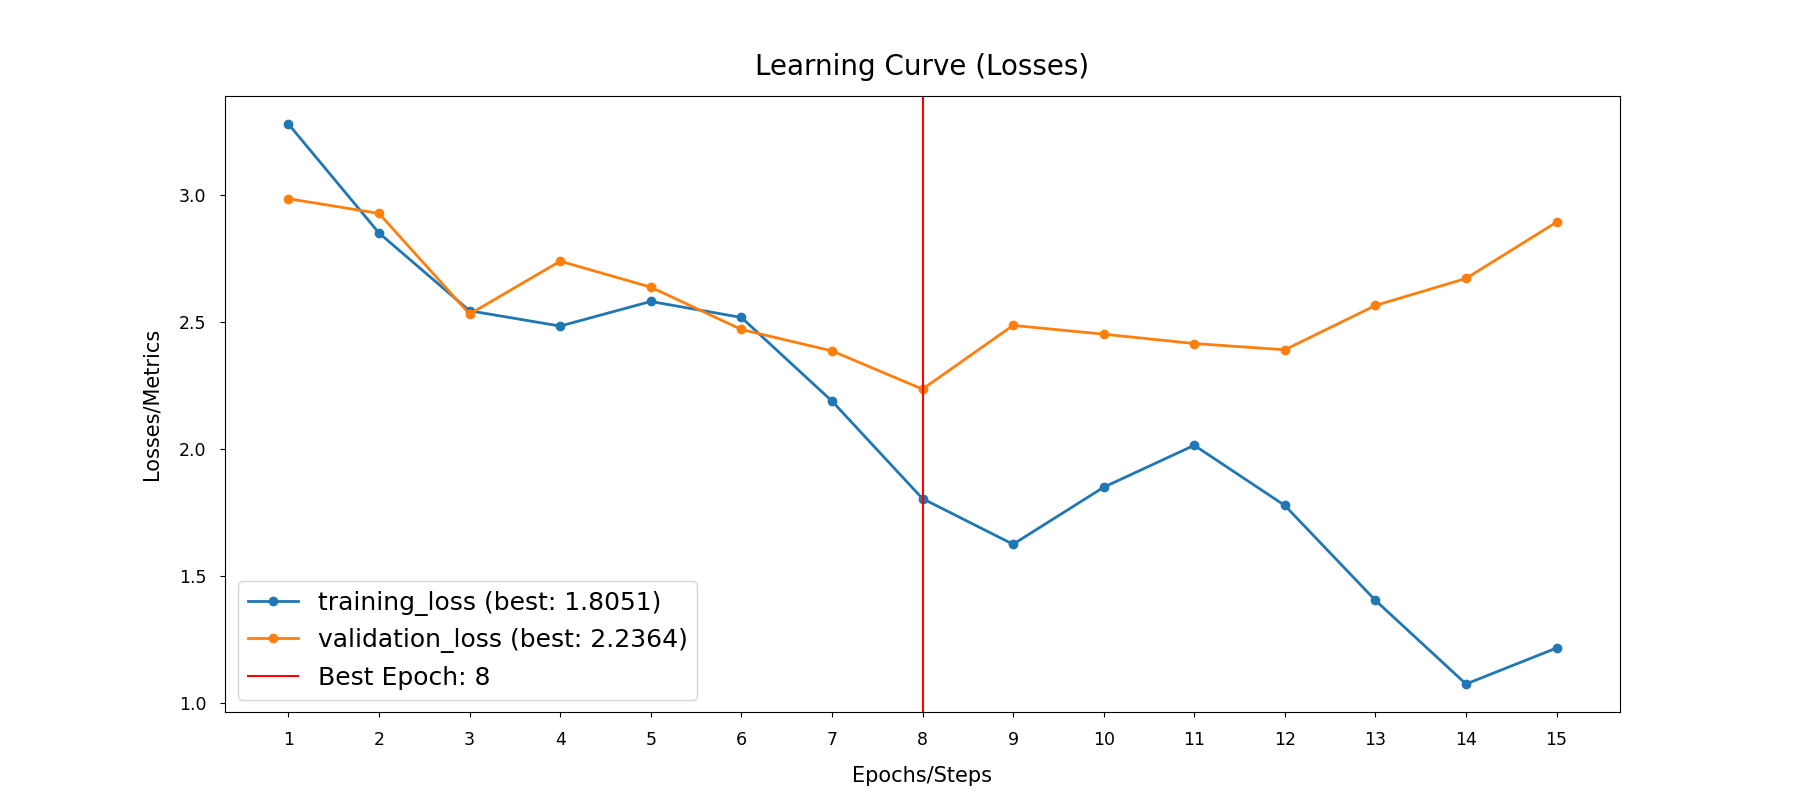 Learning Curve (Losses)
Losses/Metrics
3.0
2.5
2.0
1.5
1.0
training_loss (best: 1.8051)
validation_loss (best: 2.2364)
Best Epoch: 8
1 2 3 4 5 6 7 8 9 10 11 12 13 14 15
Epochs/Steps